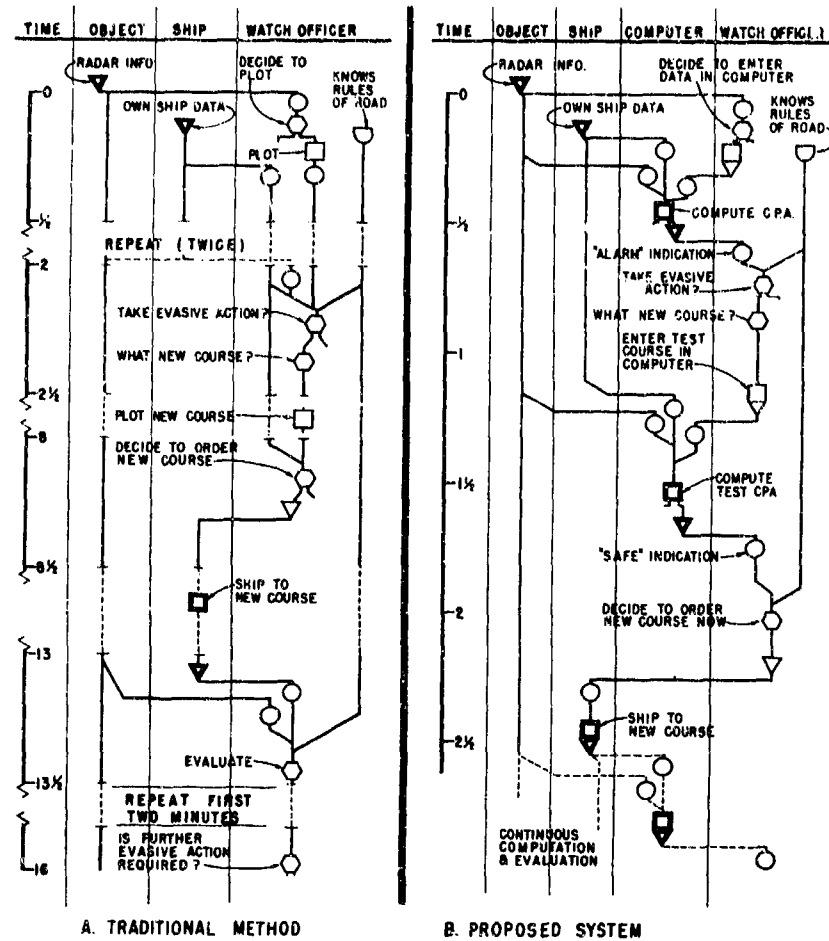 TIME OBJECT SHIP WATCH OFFICER
RADAR INFO
DECIDE TO
PLOT
KNOWS
RULES
OF ROAD
OWN SHIP DATA
0
PLOT
½
REPEAT (TWICE)
2
TAKE EVASIVE ACTION?
WHAT NEW COURSE?
2½
PLOT NEW COURSE
8
DECIDE TO ORDER
NEW COURSE
8½
SHIP TO
NEW COURSE
13
EVALUATE
13½
REPEAT FIRST
TWO MINUTES
IS FURTHER
EVASIVE ACTION
REQUIRED?
16
A. TRADITIONAL METHOD
TIME OBJECT SHIP COMPUTER WATCH
RADAR INFO.
DECIDE TO ENTER
DATA IN COMPUTER
0
OWN SHIP DATA
KNOWS
RULES
OF ROAD
COMPUTE C.P.A.
½
"ALARM" INDICATION
TAKE EVASIVE
ACTION?
WHAT NEW COURSE?
ENTER TEST
COURSE IN
COMPUTER
1
COMPUTE
TEST CPA
1½
"SAFE" INDICATION
DECIDE TO ORDER
NEW COURSE NOW
2
SHIP TO
NEW COURSE
2½
CONTINUOUS
COMPUTATION
& EVALUATION
B. PROPOSED SYSTEM